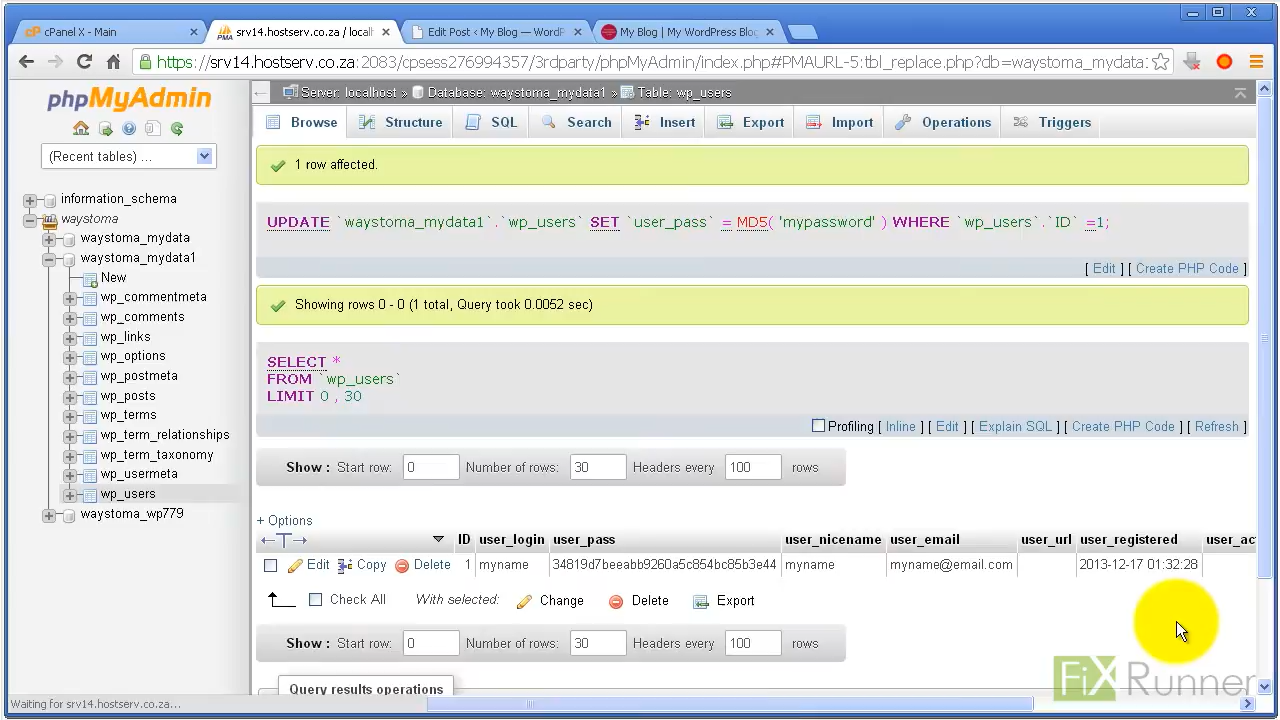 cPanel X - Main
srv14.hostserv.co.za: locall
Edit Post ‹ My Blog — WordF
My Blog | My WordPress Blog
https://srv14.hostserv.co.za:2083/cpsess276994357/3rdparty/phpMyAdmin/index.php#PMAURL-5:tbl_replace.php?db=waystoma_mydata1
phpMyAdmin
(Recent tables) ...
information_schema
waystoma
waystoma_mydata
waystoma_mydata1
New
wp_commentmeta
wp_comments
wp_links
wp_options
wp_postmeta
wp_posts
wp_terms
wp_term_relationships
wp_term_taxonomy
wp_usermeta
wp_users
waystoma_wp779
Server: localhost » Database: waystoma_mydata1 » Table: wp_users
Browse Structure SQL Search Insert Export Import Operations Triggers
1 row affected.
UPDATE `waystoma_mydata1`.`wp_users` SET `user_pass` = MD5( 'mypassword' ) WHERE `wp_users`.`ID` =1;
[ Edit ] [ Create PHP Code ]
Showing rows 0 - 0 (1 total, Query took 0.0052 sec)
SELECT *
FROM `wp_users`
LIMIT 0 , 30
Profiling [ Inline ] [ Edit ] [ Explain SQL ] [ Create PHP Code ] [ Refresh ]
Show : Start row: 0 Number of rows: 30 Headers every 100 rows
+ Options
←T→ ID user_login user_pass user_nicename user_email user_url user_registered user_ac
Edit Copy Delete 1 myname 34819d7beeabb9260a5c854bc85b3e44 myname myname@email.com 2013-12-17 01:32:28
Check All With selected: Change Delete Export
Show : Start row: 0 Number of rows: 30 Headers every 100 rows
Query results operations
Waiting for srv14.hostserv.co.za...
FiX Runner